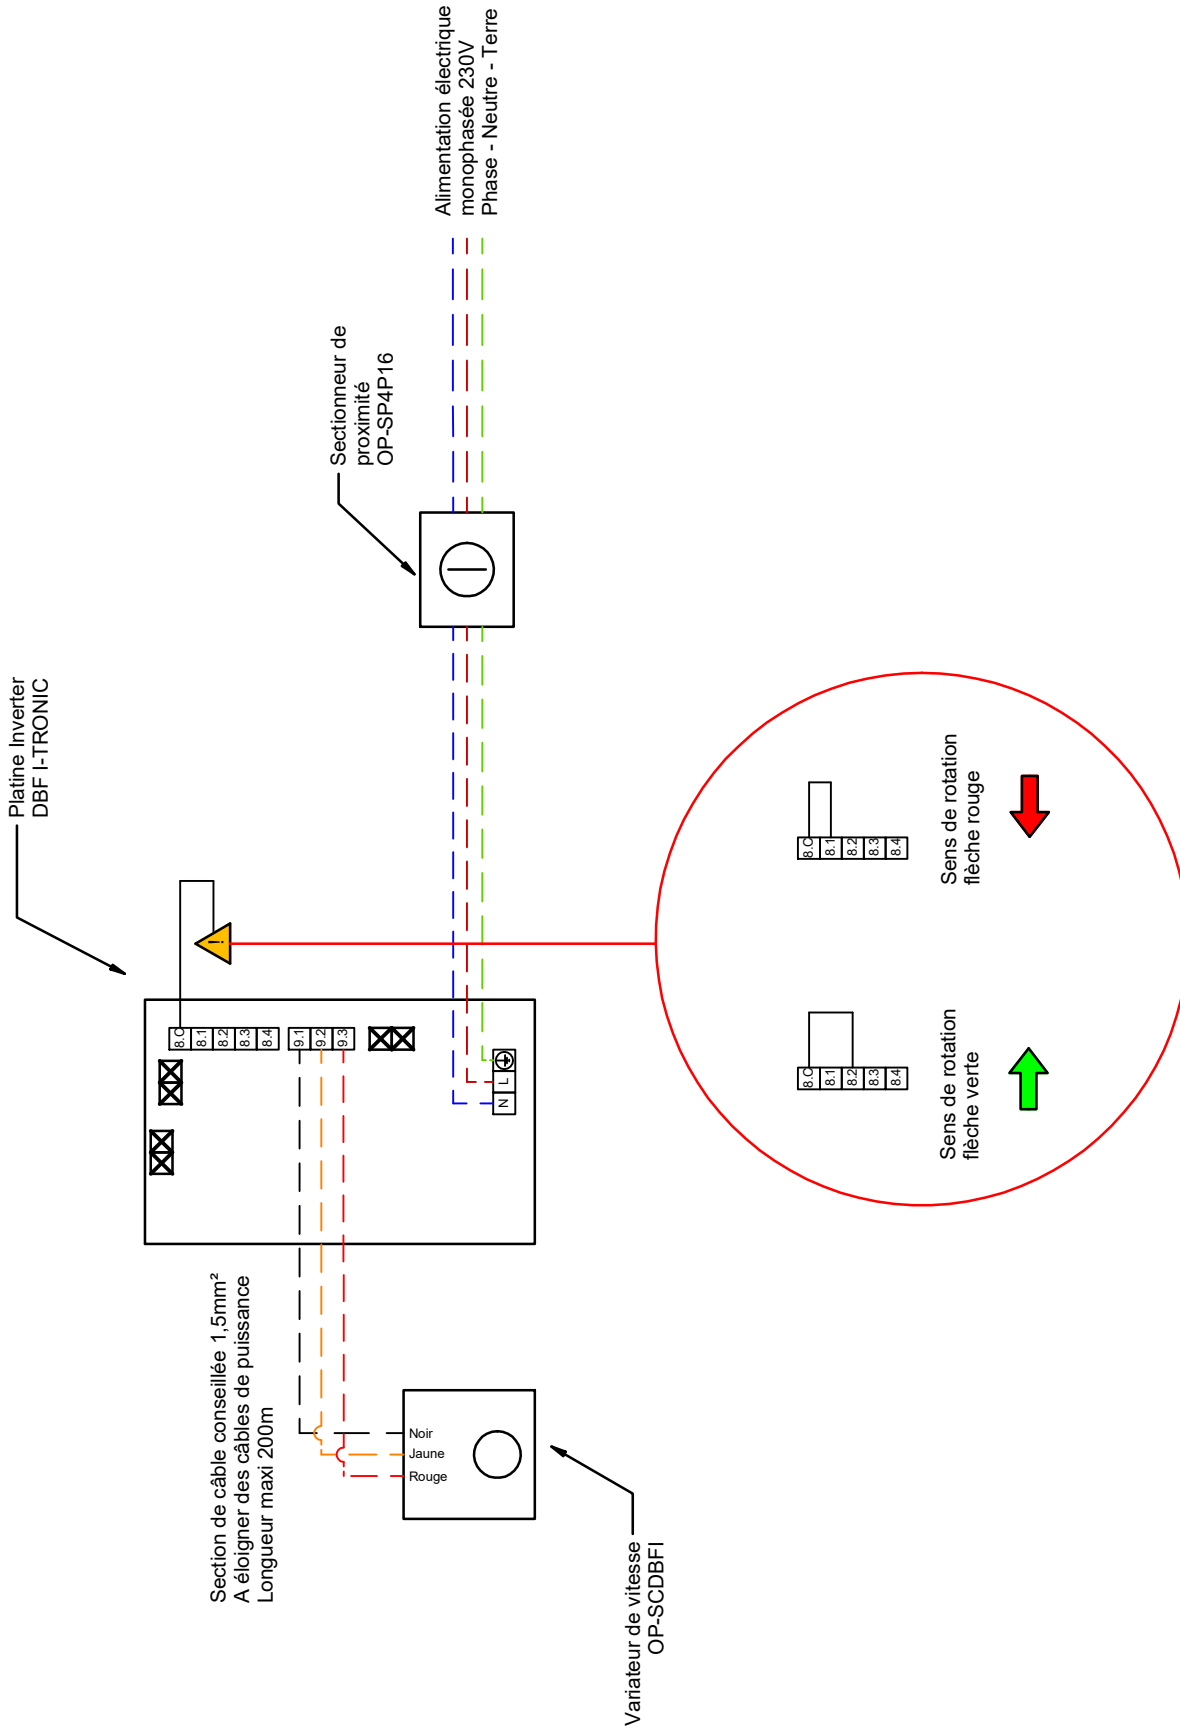 Platine Inverter
DBF I-TRONIC
Section de câble conseillée 1,5mm²
A éloigner des câbles de puissance
Longueur maxi 200m
8.C
8.1
8.2
8.3
8.4
9.1
9.2
9.3
!
Noir
Jaune
Rouge
N
L
Variateur de vitesse
OP-SCDBFI
Sectionneur de
proximité
OP-SP4P16
Alimentation électrique
monophasée 230V
Phase - Neutre - Terre
8.C
8.1
8.2
8.3
8.4
Sens de rotation
flèche verte
8.C
8.1
8.2
8.3
8.4
Sens de rotation
flèche rouge